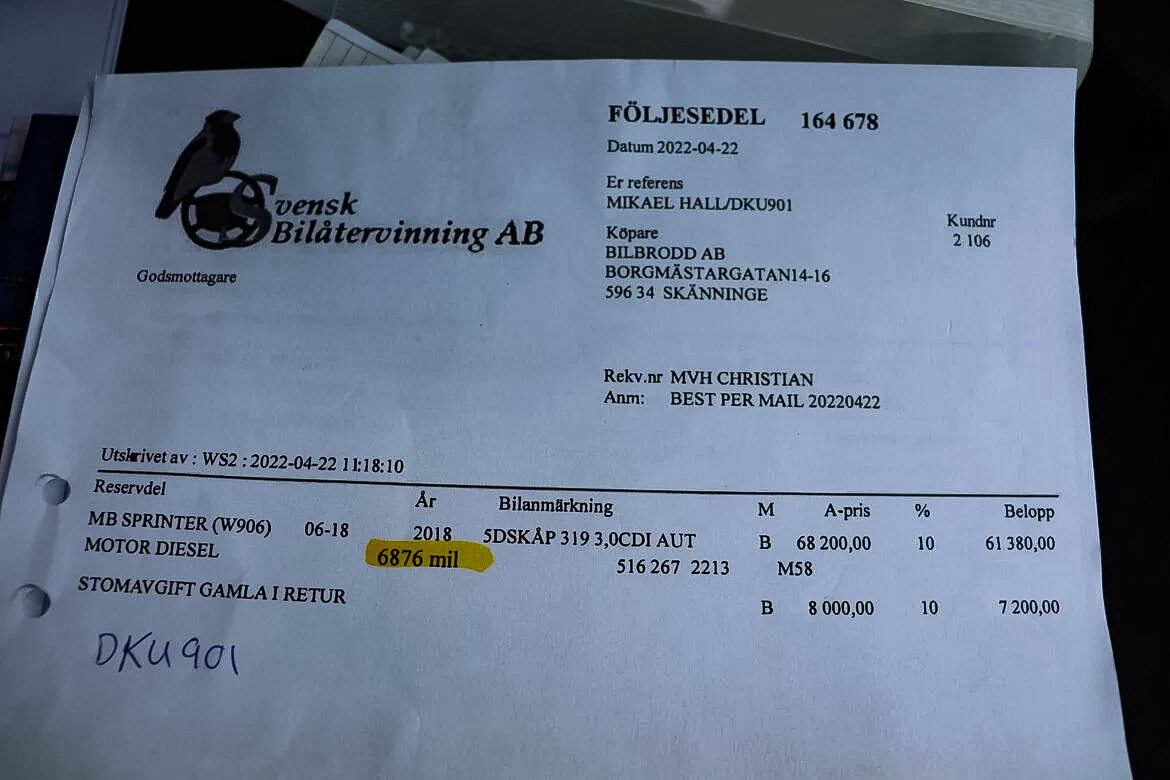 Svensk
Bilåtervinning AB
Godsmottagare
FÖLJESEDEL 164 678
Datum 2022-04-22
Er referens
MIKAEL HALL/DKU901
Kundnr
2 106
Köpare
BILBRODD AB
BORGMÄSTARGATAN14-16
596 34 SKÄNNINGE
Rekv.nr MVH CHRISTIAN
Anm: BEST PER MAIL 20220422
Utskrivet av : WS2 : 2022-04-22 11:18:10
Reservdel År Bilanmärkning M A-pris % Belopp
MB SPRINTER (W906) 06-18 2018 5DSKÅP 319 3,0CDI AUT B 68 200,00 10 61 380,00
MOTOR DIESEL 6876 mil 516 267 2213 M58
STOMAVGIFT GAMLA I RETUR B 8 000,00 10 7 200,00
DKU901